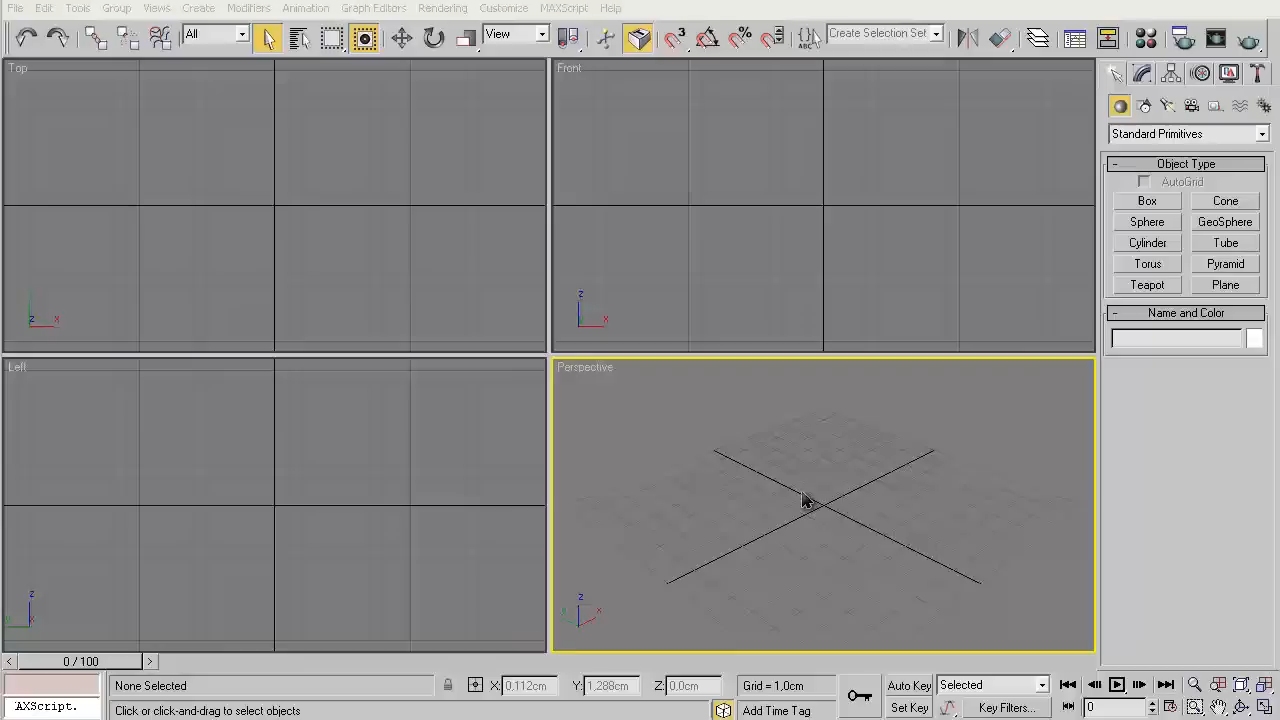 File Edit Tools Group Views Create Modifiers Animation Graph Editors Rendering Customize MAXScript Help
All
View
3
%
ABC
Create Selection Set
Top
Front
Standard Primitives
Object Type
AutoGrid
Box Cone
Sphere GeoSphere
Cylinder Tube
Torus Pyramid
Teapot Plane
Name and Color
z x
z x
Left
Perspective
z
y x
z
y x
0 / 100
None Selected X: 0,112cm Y: 1,288cm Z: 0,0cm Grid = 1,0cm Auto Key Selected
AXScript. Click or click-and-drag to select objects Add Time Tag Set Key Key Filters... 0